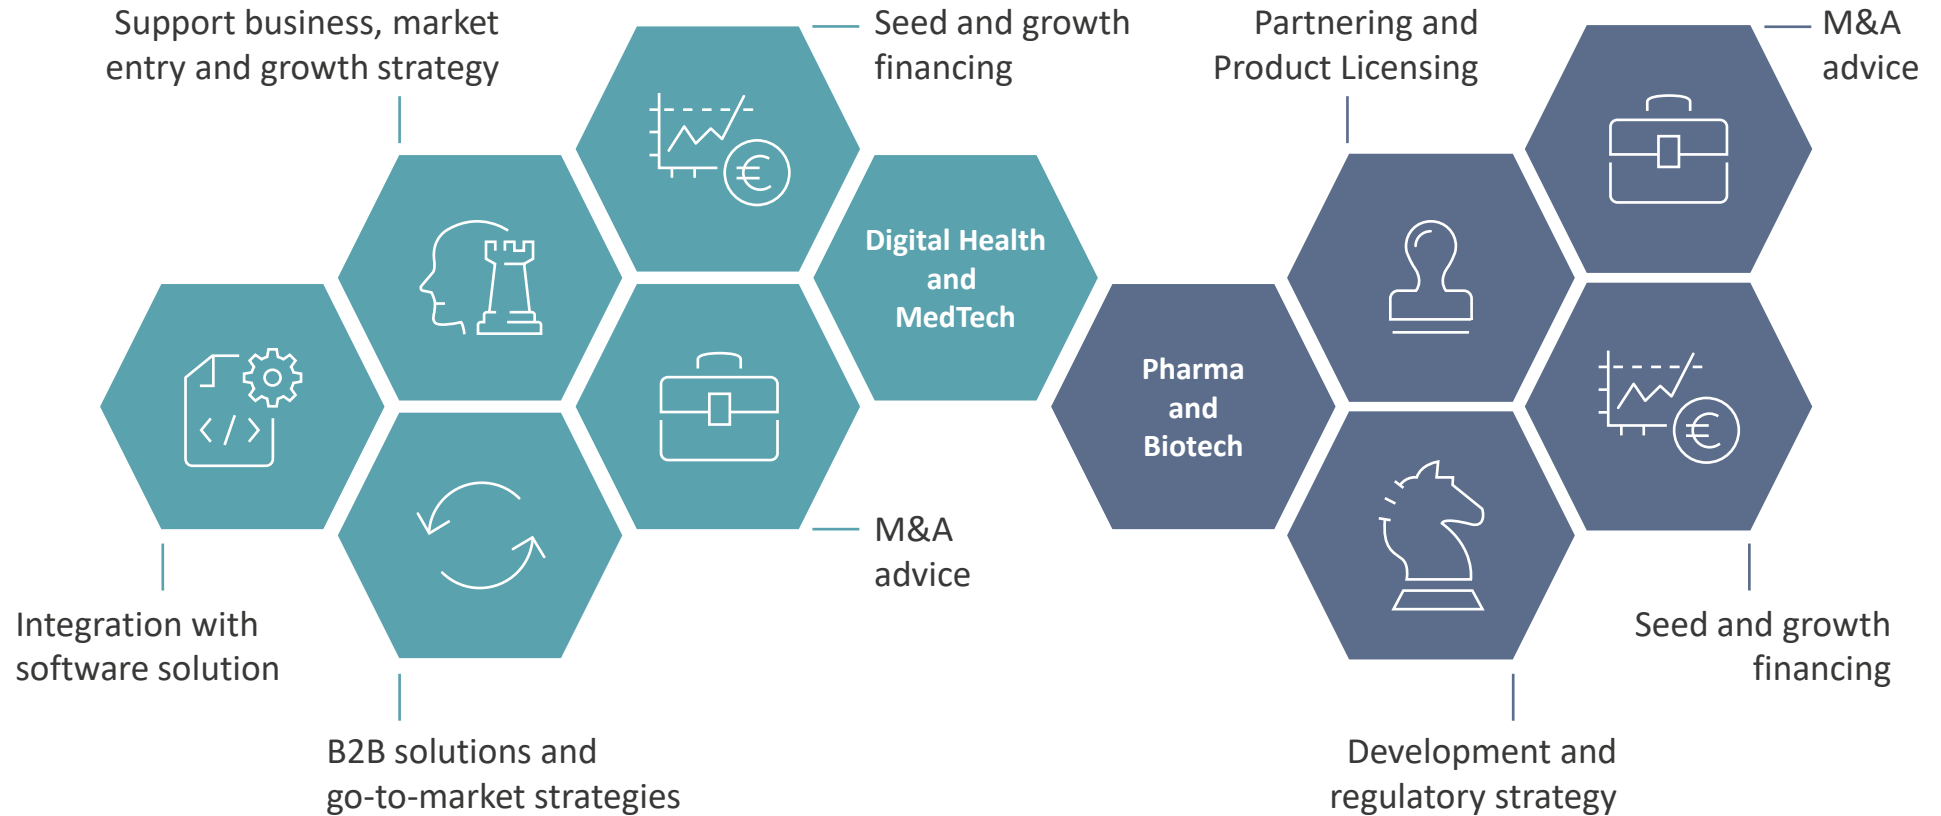 Support business, market
entry and growth strategy
Seed and growth
financing
Digital Health
and
MedTech
Integration with
software solution
B2B solutions and
go-to-market strategies
M&A
advice
Partnering and
Product Licensing
M&A
advice
Pharma
and
Biotech
Seed and growth
financing
Development and
regulatory strategy